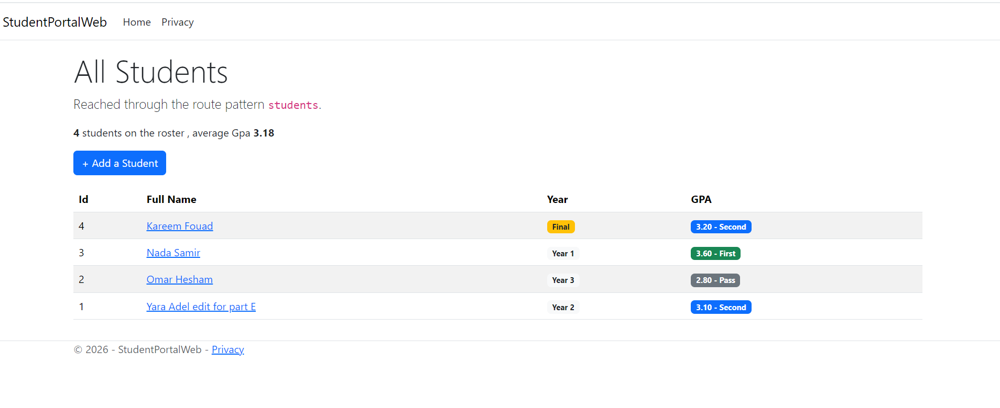 StudentPortalWeb Home Privacy
All Students
Reached through the route pattern students.
4 students on the roster , average Gpa 3.18
+ Add a Student
Id Full Name Year GPA
4 Kareem Fouad Final 3.20 - Second
3 Nada Samir Year 1 3.60 - First
2 Omar Hesham Year 3 2.80 - Pass
1 Yara Adel edit for part E Year 2 3.10 - Second
© 2026 - StudentPortalWeb - Privacy